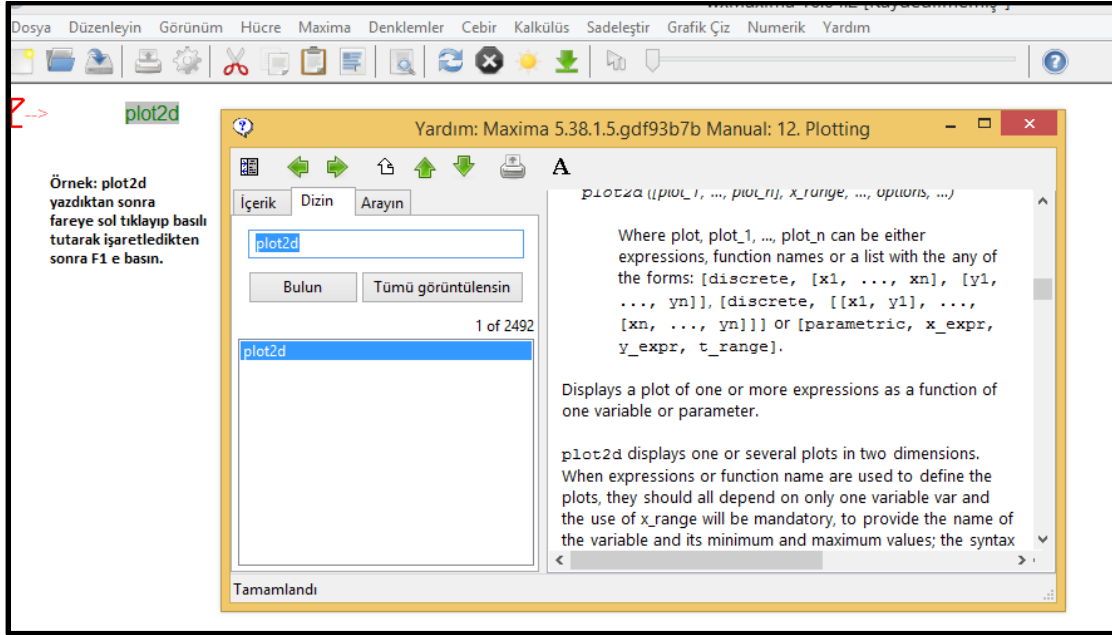 Dosya Düzenleyin Görünüm Hücre Maxima Denklemler Cebir Kalkülüs Sadeleştir Grafik Çiz Numerik Yardım
--> plot2d
Örnek: plot2d
yazdıktan sonra
fareye sol tıklayıp basılı
tutarak işaretledikten
sonra F1 e basın.
Yardım: Maxima 5.38.1.5.gdf93b7b Manual: 12. Plotting
A
İçerik Dizin Arayın
plot2d
Bulun Tümü görüntülensin
1 of 2492
plot2d
plot2d ([plot_1, ..., plot_n], x_range, ..., options, ...)
Where plot, plot_1, ..., plot_n can be either
expressions, function names or a list with the any of
the forms: [discrete, [x1, ..., xn], [y1,
..., yn]], [discrete, [[x1, y1], ...,
[xn, ..., yn]]] or [parametric, x_expr,
y_expr, t_range].
Displays a plot of one or more expressions as a function of
one variable or parameter.
plot2d displays one or several plots in two dimensions.
When expressions or function name are used to define the
plots, they should all depend on only one variable var and
the use of x_range will be mandatory, to provide the name of
the variable and its minimum and maximum values; the syntax
Tamamlandı